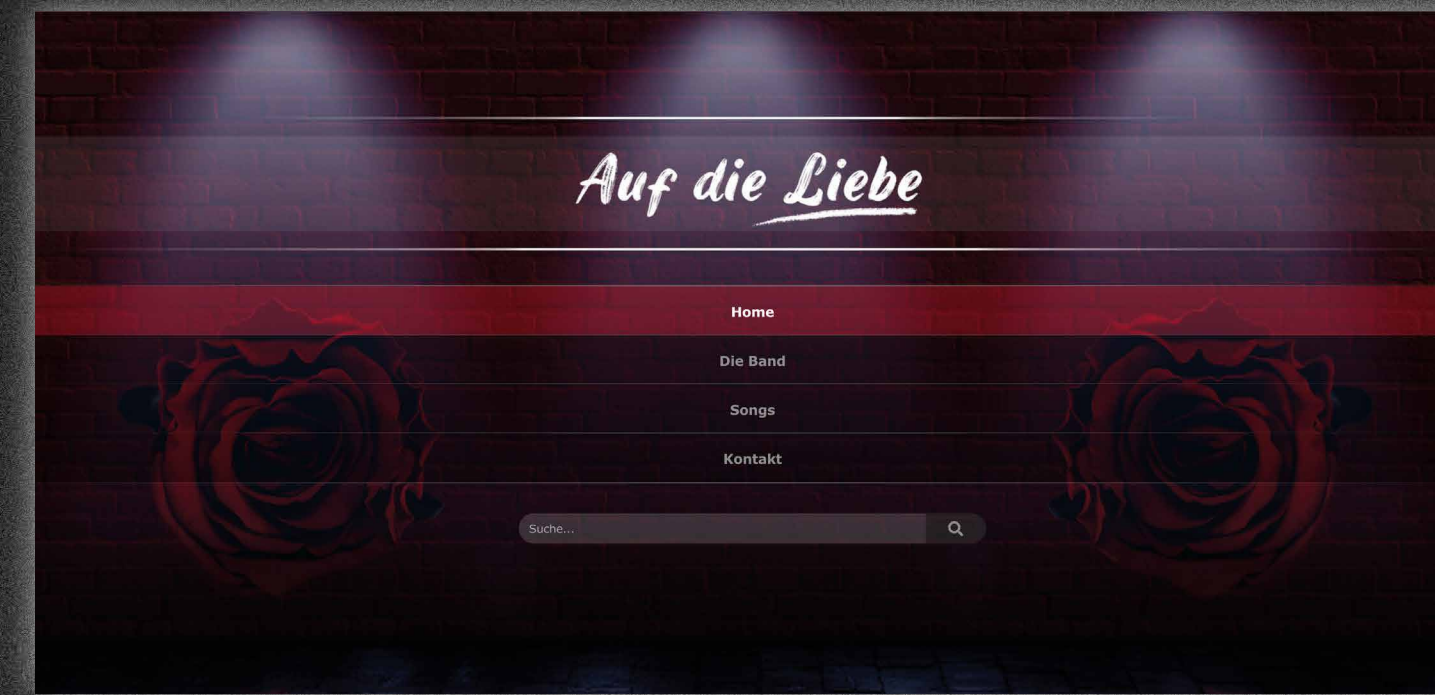 Auf die Liebe
Home
Die Band
Songs
Kontakt
Suche...